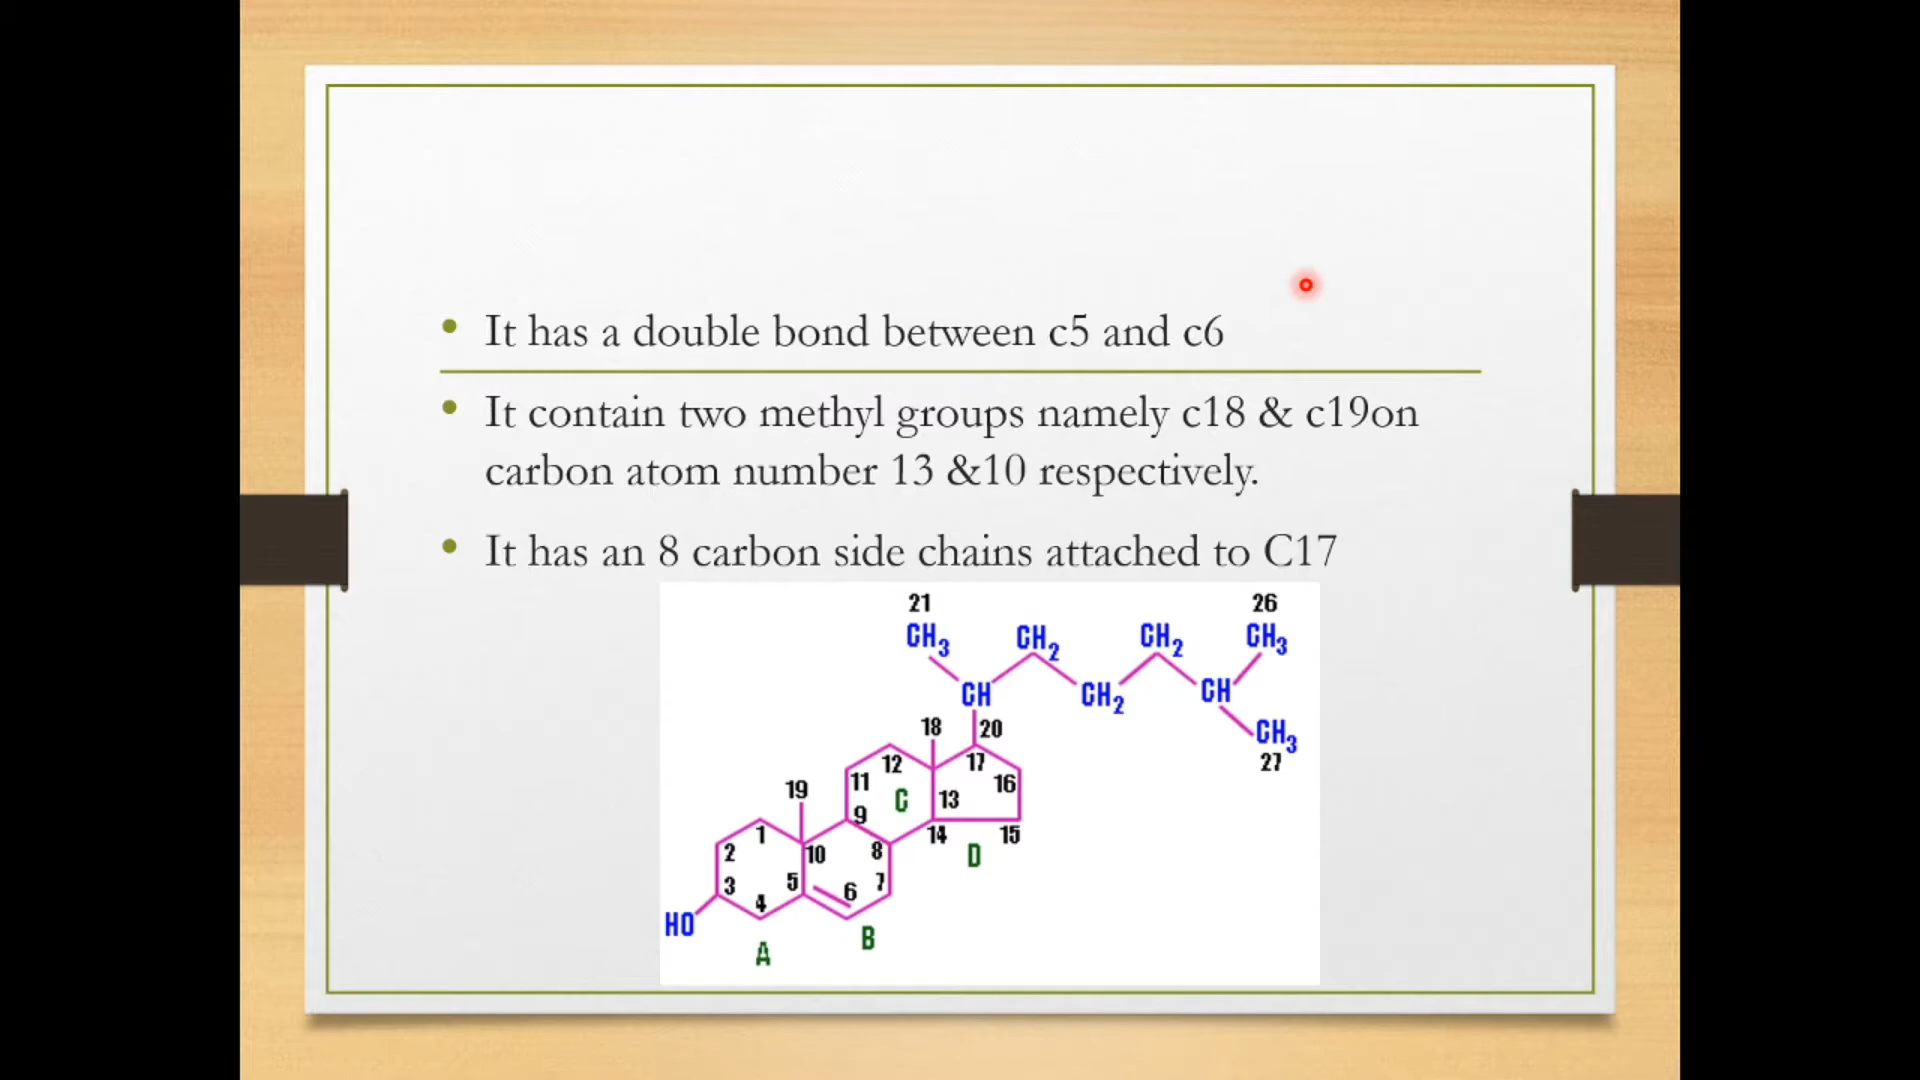 • It has a double bond between c5 and c6
• It contain two methyl groups namely c18 & c19on
carbon atom number 13 &10 respectively.
• It has an 8 carbon side chains attached to C17
21
26
CH3
CH2
CH2
CH3
CH
CH2
CH
CH3
27
18
20
12
17
11
16
19
C
13
9
1
14
15
2
10
8
D
3
5
6
7
4
HO
B
A